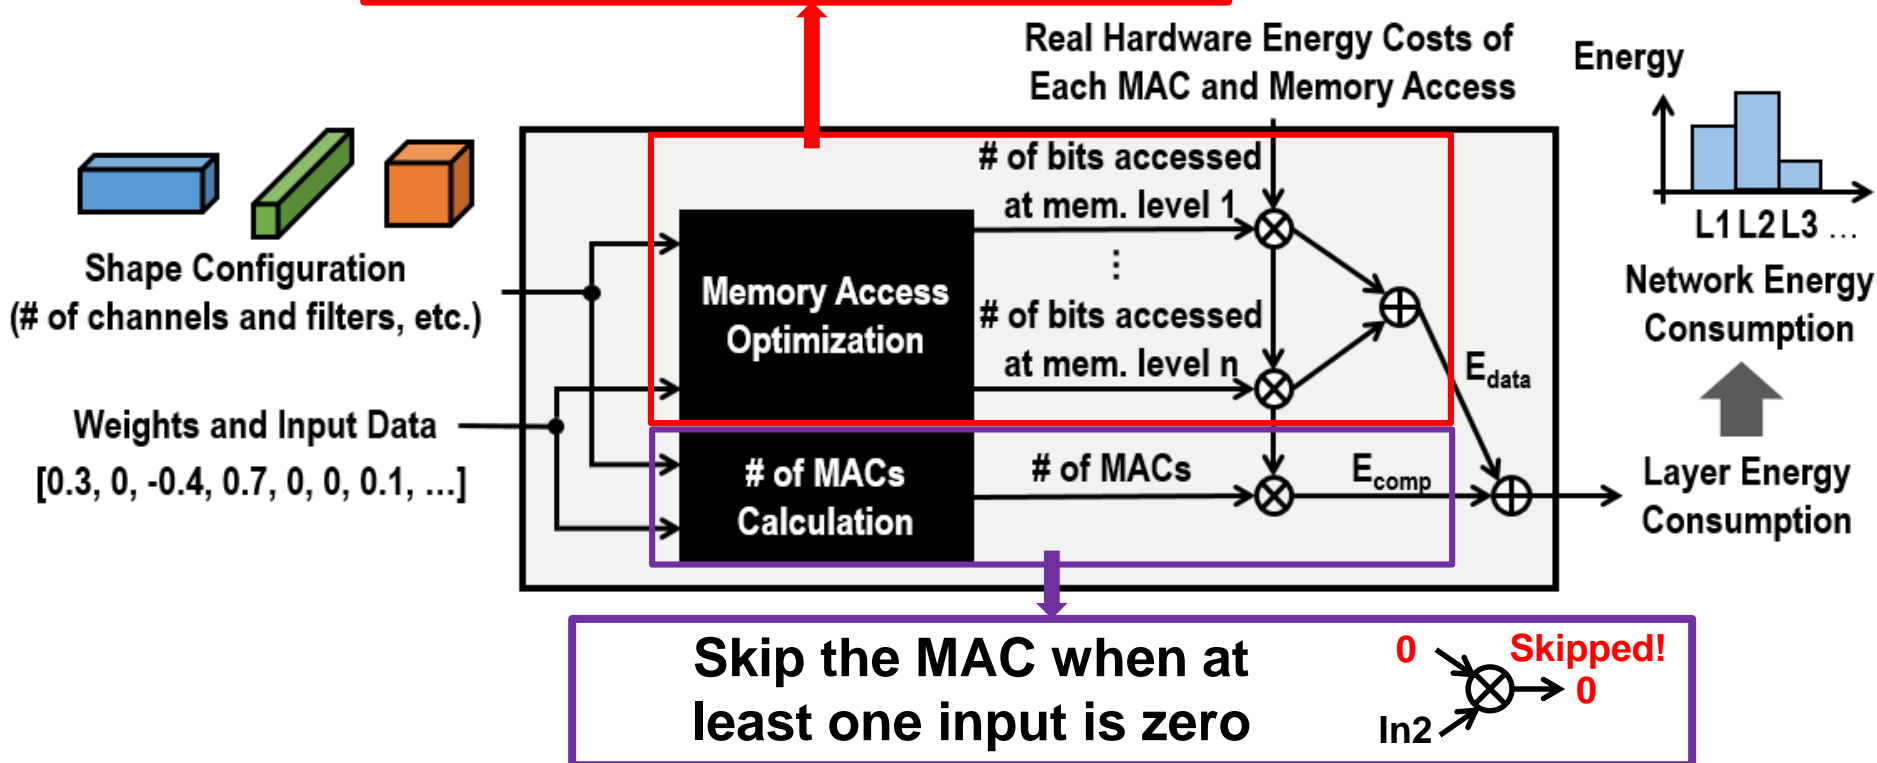 Real Hardware Energy Costs of
Each MAC and Memory Access
Energy
L1 L2 L3 ...
Network Energy
Consumption
Shape Configuration
(# of channels and filters, etc.)
Weights and Input Data
[0.3, 0, -0.4, 0.7, 0, 0, 0.1, ...]
Memory Access
Optimization
# of bits accessed
at mem. level 1
⋮
# of bits accessed
at mem. level n
E_data
# of MACs
Calculation
# of MACs
E_comp
Layer Energy
Consumption
Skip the MAC when at
least one input is zero
0
Skipped!
0
In2